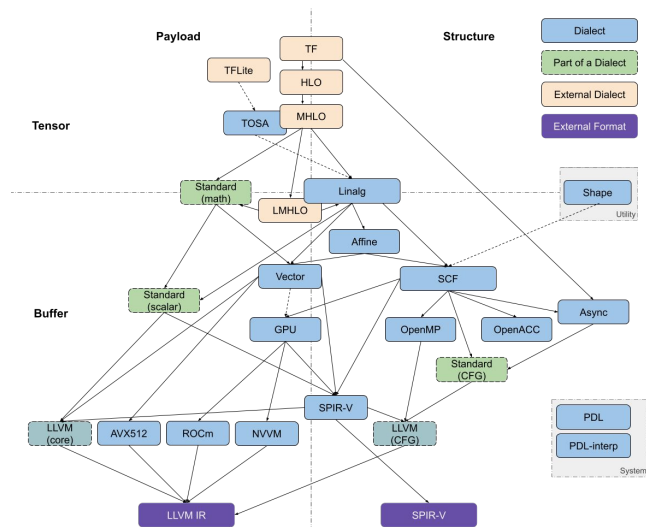 Payload
Structure
TF
Dialect
TFLite
HLO
Part of a Dialect
External Dialect
TOSA
MHLO
Tensor
External Format
Standard
(math)
Linalg
Shape
LMHLO
Utility
Affine
Vector
SCF
Standard
(scalar)
Buffer
GPU
OpenMP
OpenACC
Async
Standard
(CFG)
SPIR-V
PDL
LLVM
(core)
AVX512
ROCm
NVVM
LLVM
(CFG)
PDL-interp
System
LLVM IR
SPIR-V